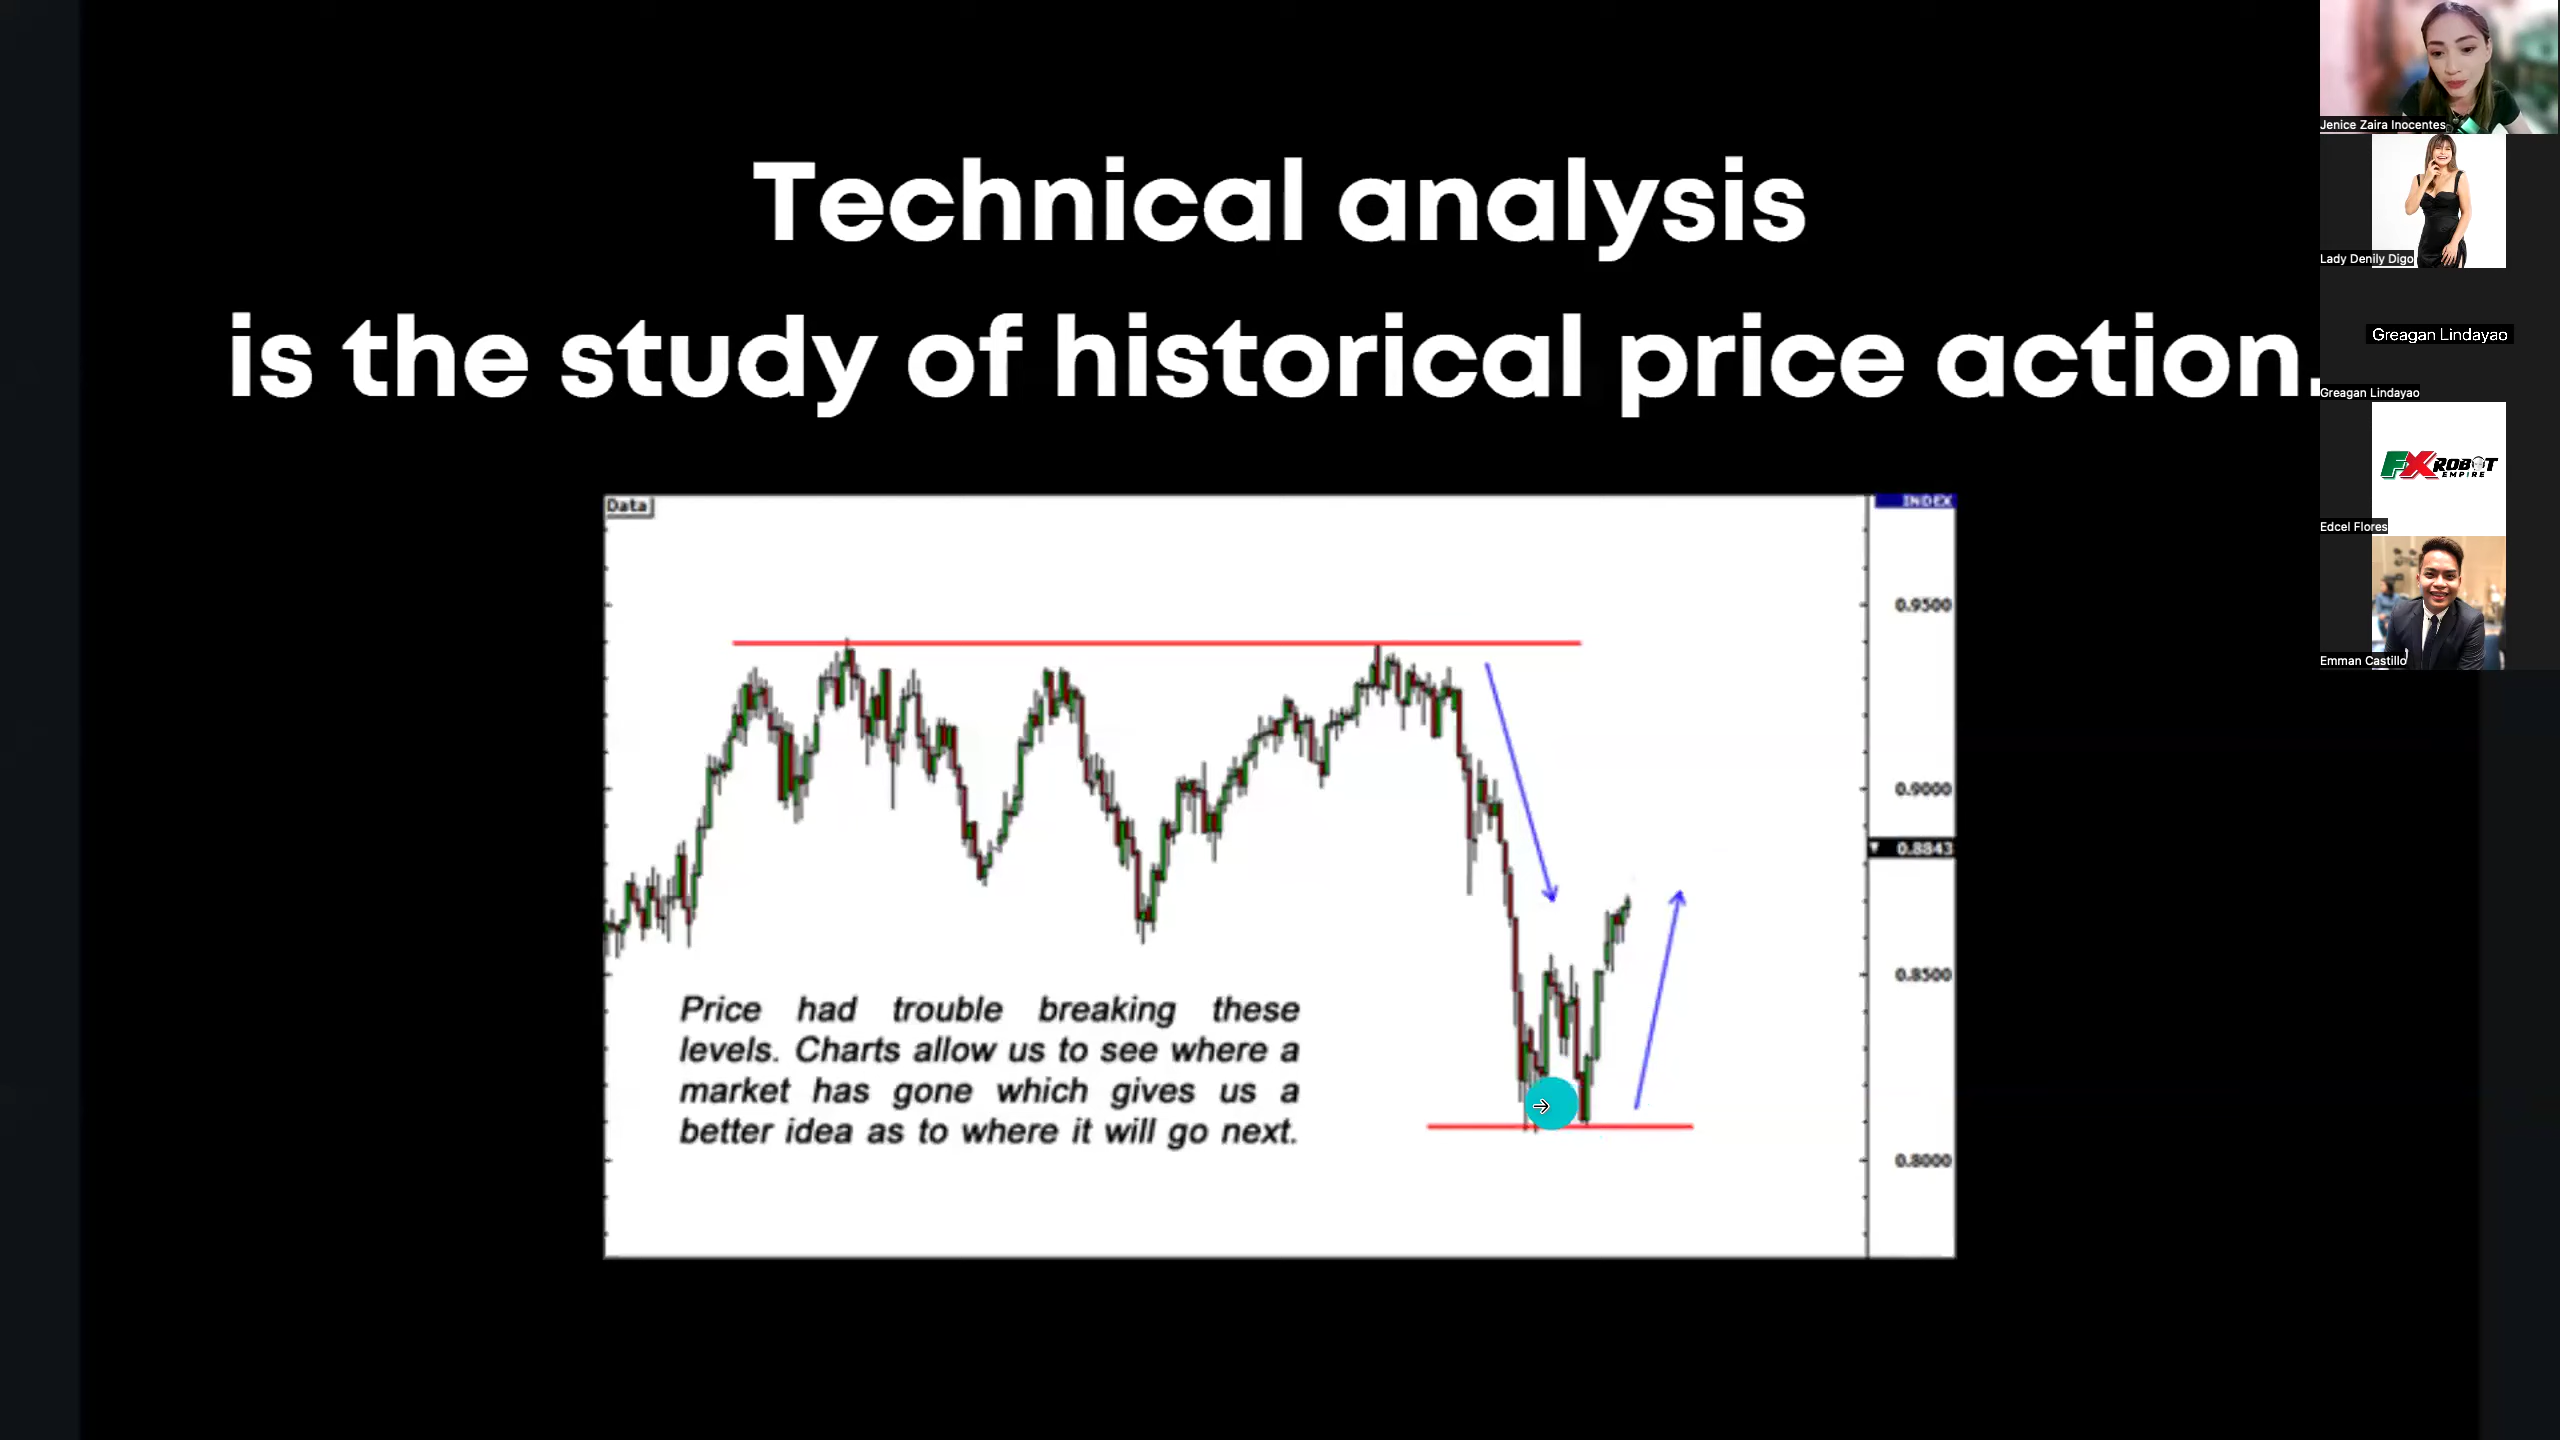 Technical analysis
is the study of historical price action.
Data
INDEX
0.9500
0.9000
0.8843
0.8500
0.8000
Price had trouble breaking these
levels. Charts allow us to see where a
market has gone which gives us a
better idea as to where it will go next.
Jenice Zaira Inocentes
Lady Denily Digo
Greagan Lindayao
Greagan Lindayao
FX ROBOT
EMPIRE
Edcel Flores
Emman Castillo